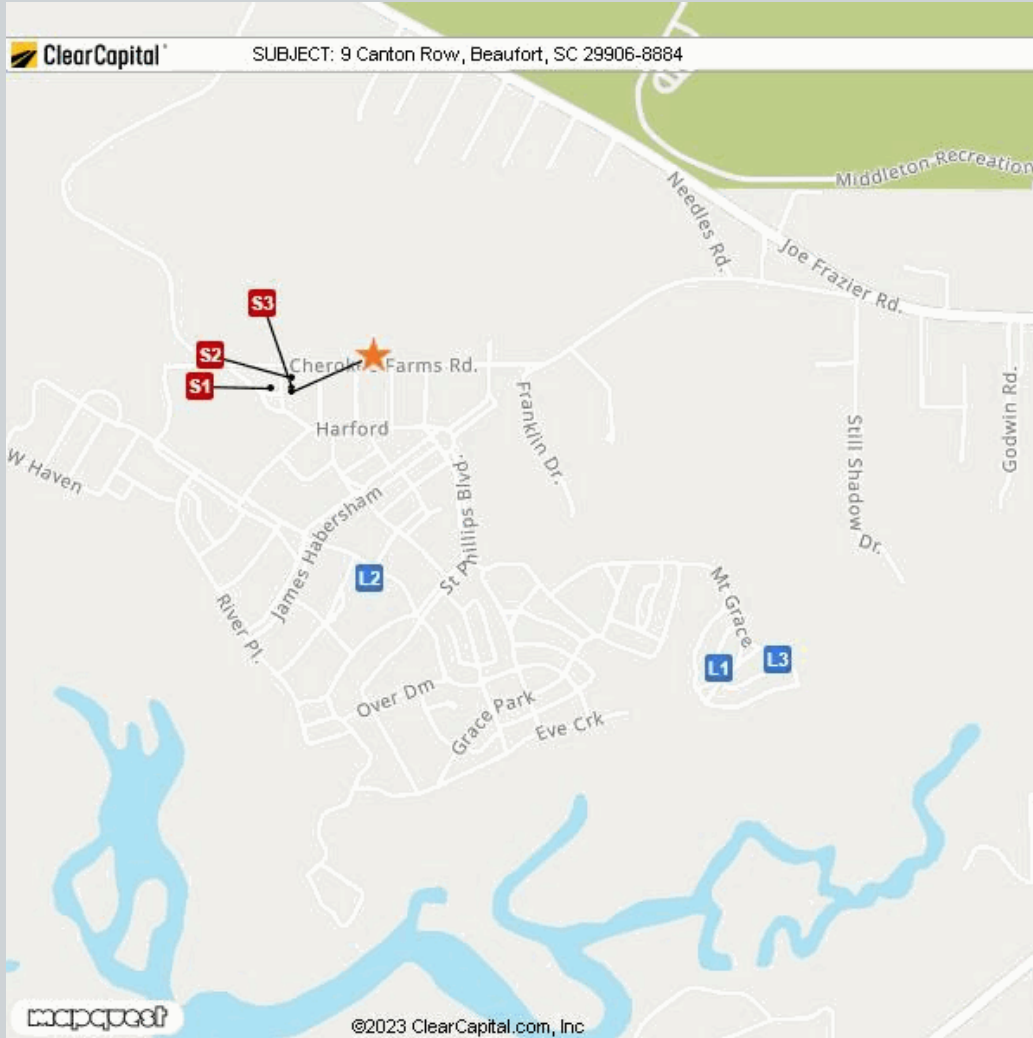 ClearCapital
SUBJECT: 9 Canton Row, Beaufort, SC 29906-8884
Middleton Recreation
Needles Rd.
Joe Frazier Rd.
S3
S2
Farms Rd.
S1
Franklin Dr.
Godwin Rd.
Harford
Still Shadow Dr.
W Haven
James Habersham
St Phillips Blvd.
L2
Mt Grace
River Pl.
L1
L3
Over Dm
Grace Park
Eve Crk
mapquest
©2023 ClearCapital.com, Inc